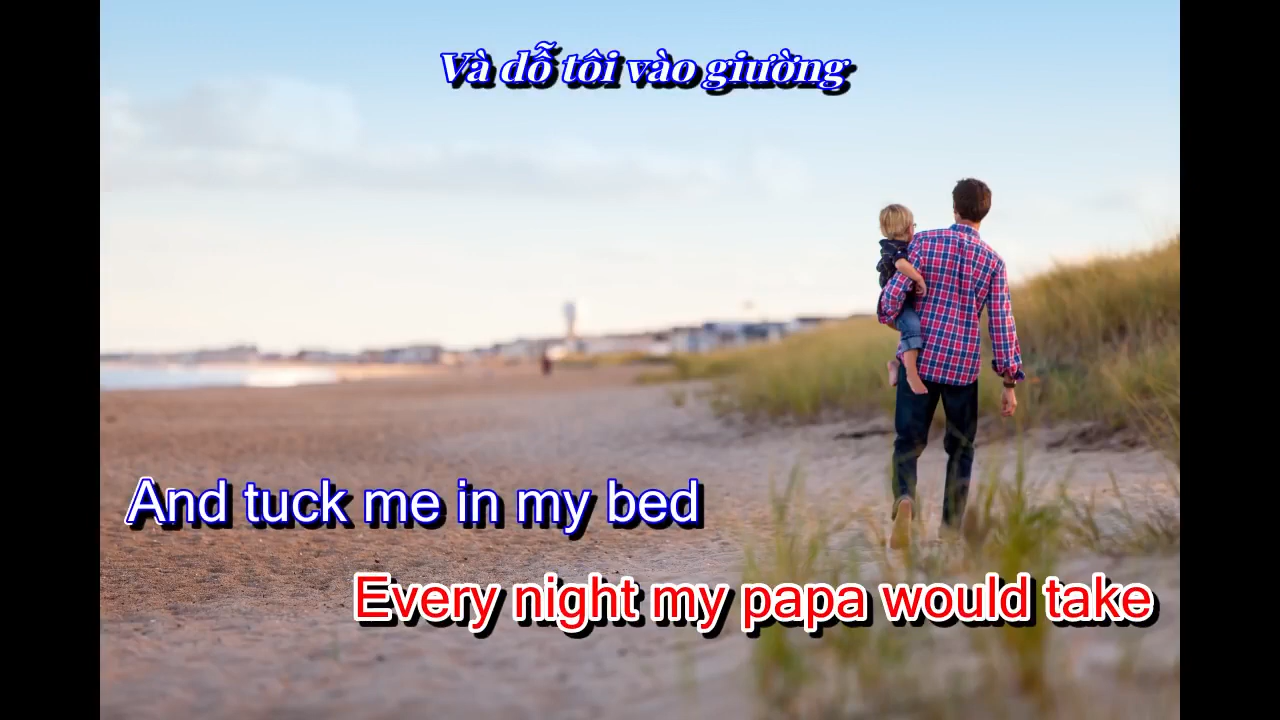 Và dỗ tôi vào giường
And tuck me in my bed
Every night my papa would take